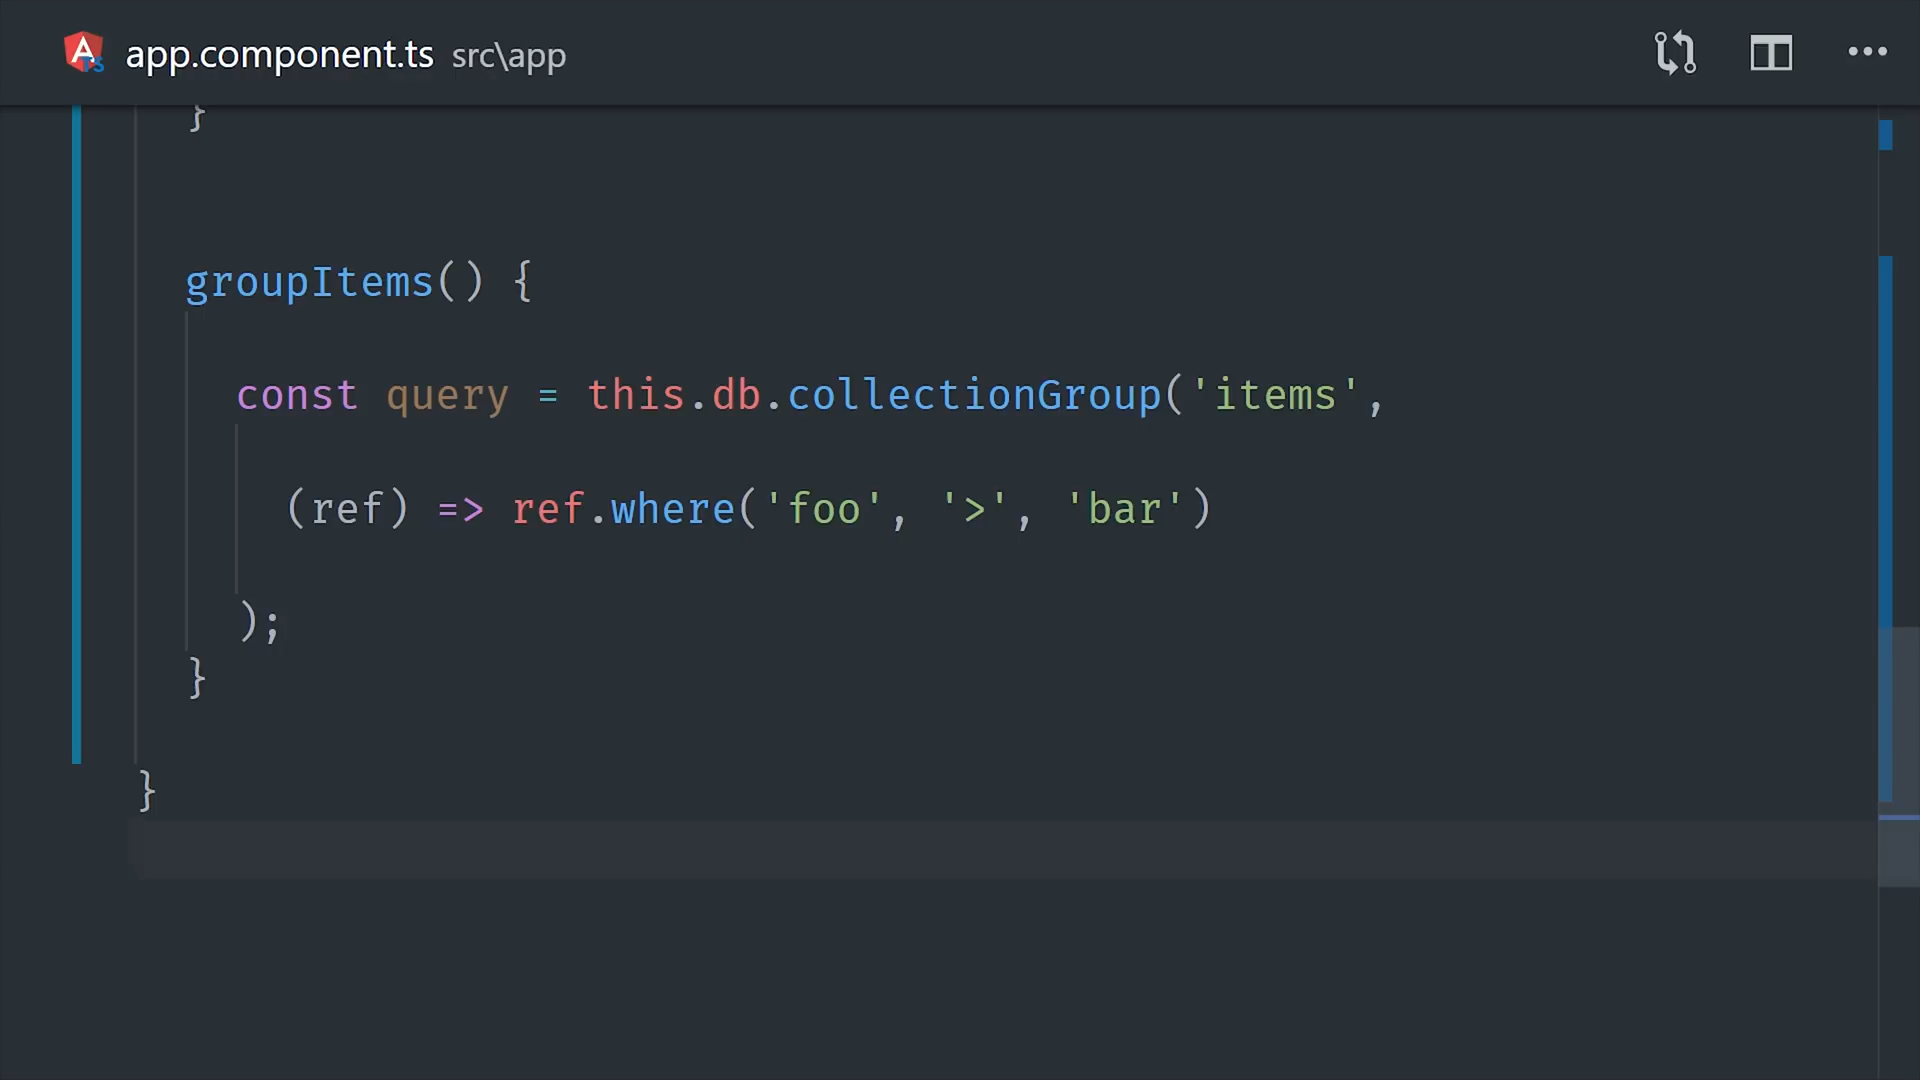 app.component.ts src\app
}
groupItems() {
const query = this.db.collectionGroup('items',
(ref) => ref.where('foo', '>', 'bar')
);
}
}